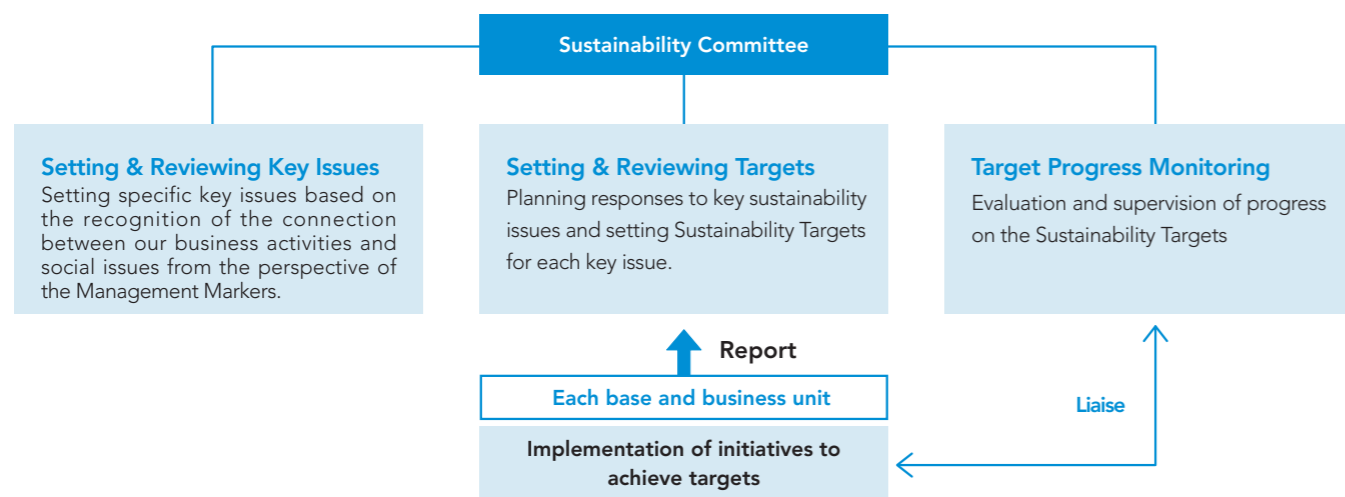 Sustainability Committee
Setting & Reviewing Key Issues
Setting specific key issues based on
the recognition of the connection
between our business activities and
social issues from the perspective of
the Management Markers.
Setting & Reviewing Targets
Planning responses to key sustainability
issues and setting Sustainability Targets
for each key issue.
Target Progress Monitoring
Evaluation and supervision of progress
on the Sustainability Targets
Report
Each base and business unit
Liaise
Implementation of initiatives to
achieve targets